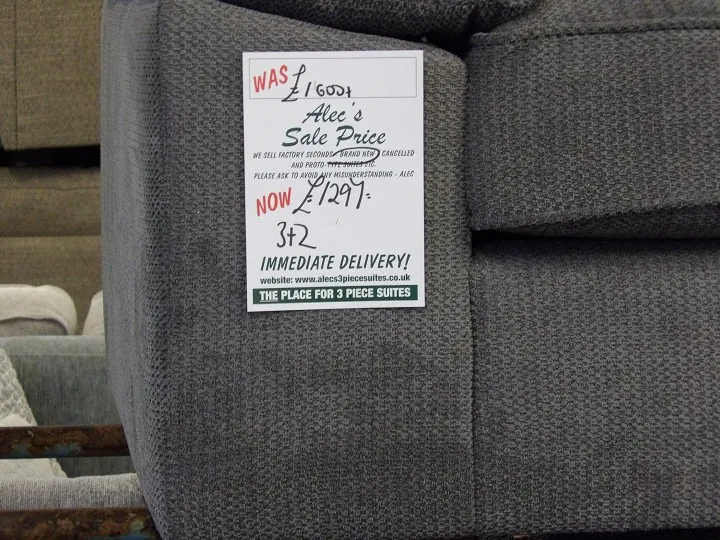 WAS £1600+
Alec's
Sale Price
WE SELL FACTORY SECONDS, BRAND NEW, CANCELLED
AND PROTO-TYPE SUITES ETC.
PLEASE ASK TO AVOID ANY MISUNDERSTANDING - ALEC
NOW £1297=
3+2
IMMEDIATE DELIVERY!
website: www.alecs3piecesuites.co.uk
THE PLACE FOR 3 PIECE SUITES